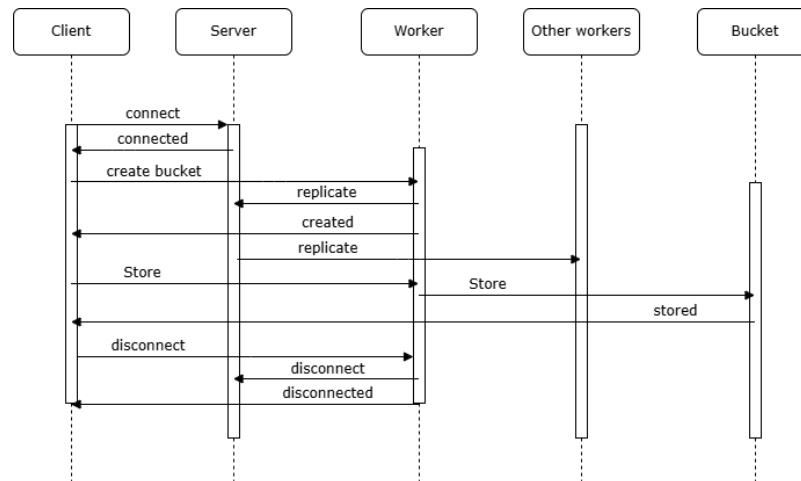 Client
Server
Worker
Other workers
Bucket
connect
connected
create bucket
replicate
created
replicate
Store
Store
stored
disconnect
disconnect
disconnected